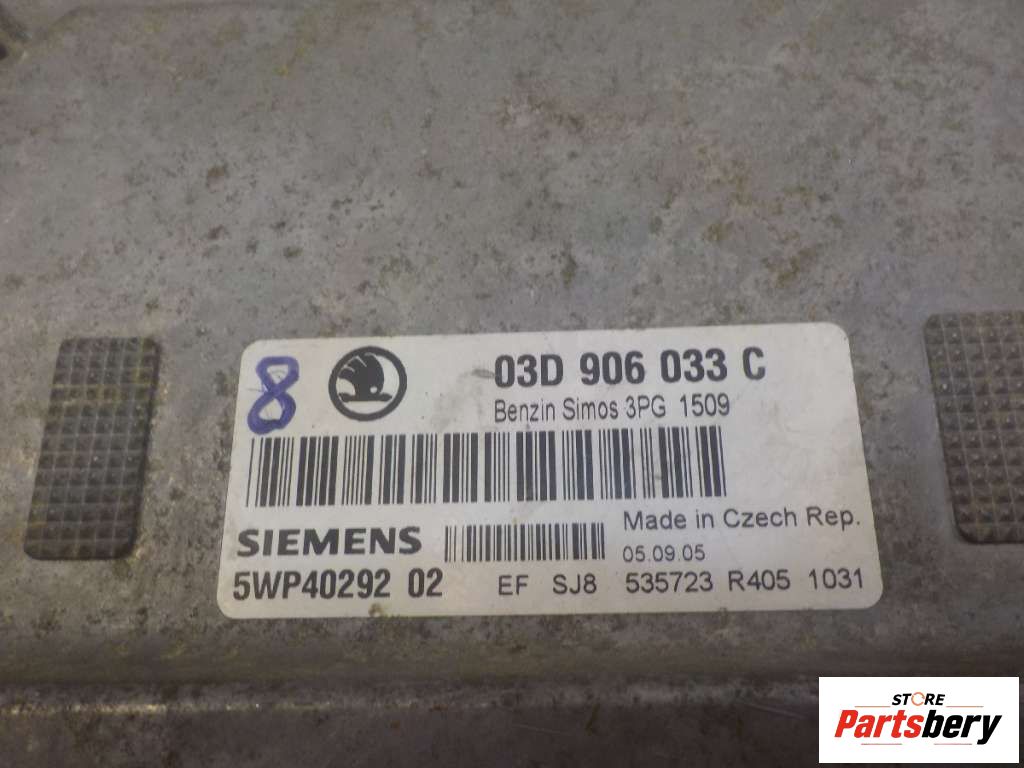 8
03D 906 033 C
Benzin Simos 3PG 1509
SIEMENS
Made in Czech Rep.
05.09.05
5WP40292 02
EF SJ8 535723 R405 1031
STORE
Partsbery